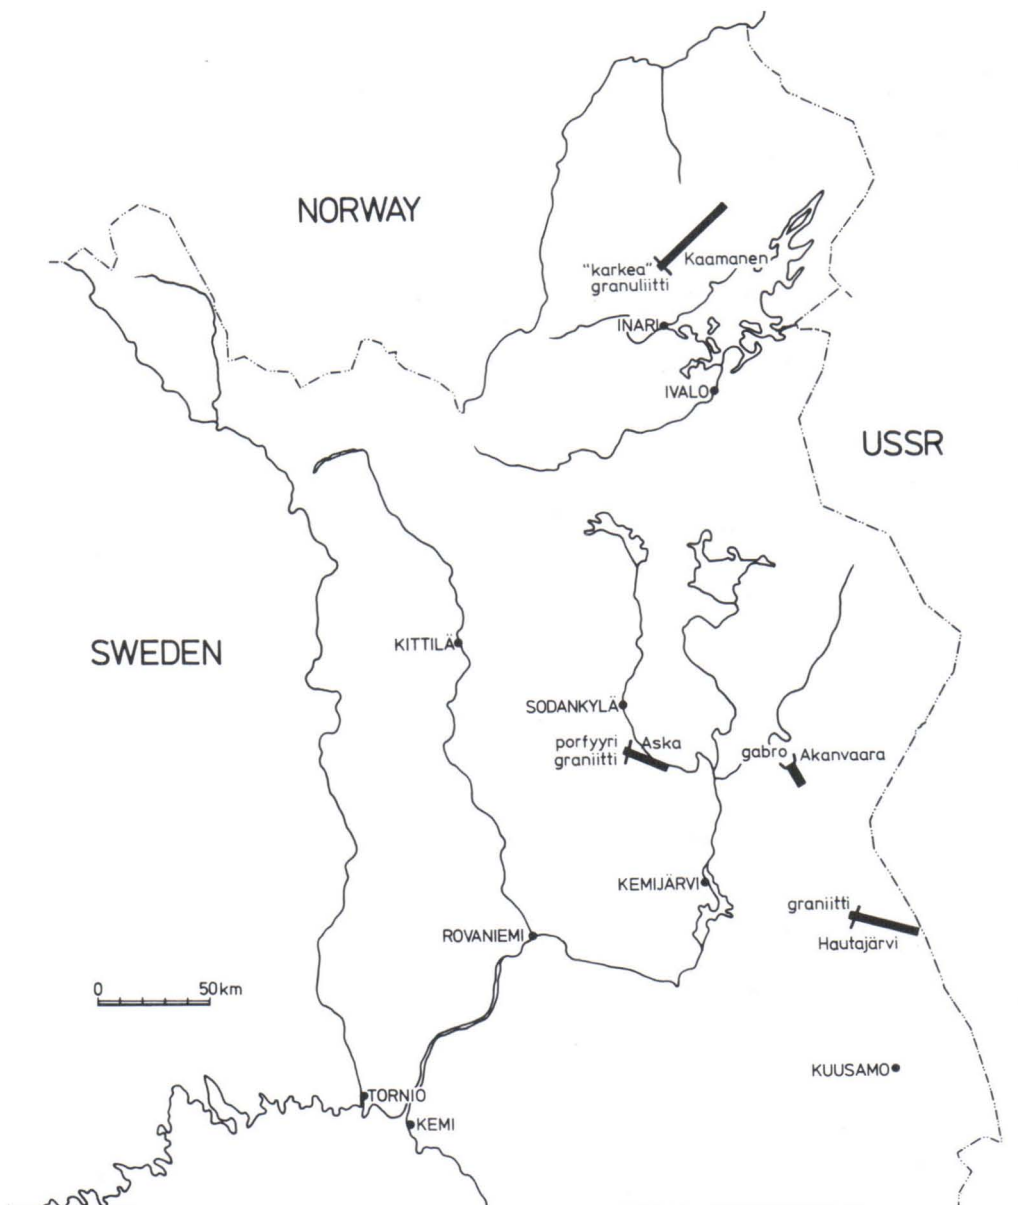 NORWAY
"karkea"
granuliitti
Kaamanen
INARI
IVALO
USSR
SWEDEN
KITTILÄ
SODANKYLÄ
porfyyri
graniitti
Aska
gabro
Akanvaara
KEMIJÄRVI
graniitti
Hautajärvi
ROVANIEMI
0 50km
KUUSAMO
TORNIO
KEMI